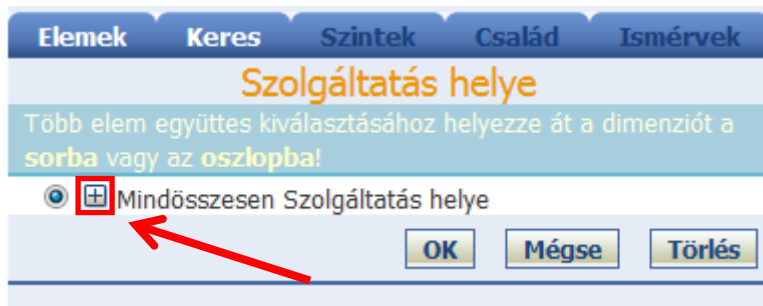 Elemek Keres Szintek Család Ismérvek
Szolgáltatás helye
Több elem együttes kiválasztásához helyezze át a dimenziót a
sorba vagy az oszlopba!
Mindösszesen Szolgáltatás helye
OK Mégse Törlés